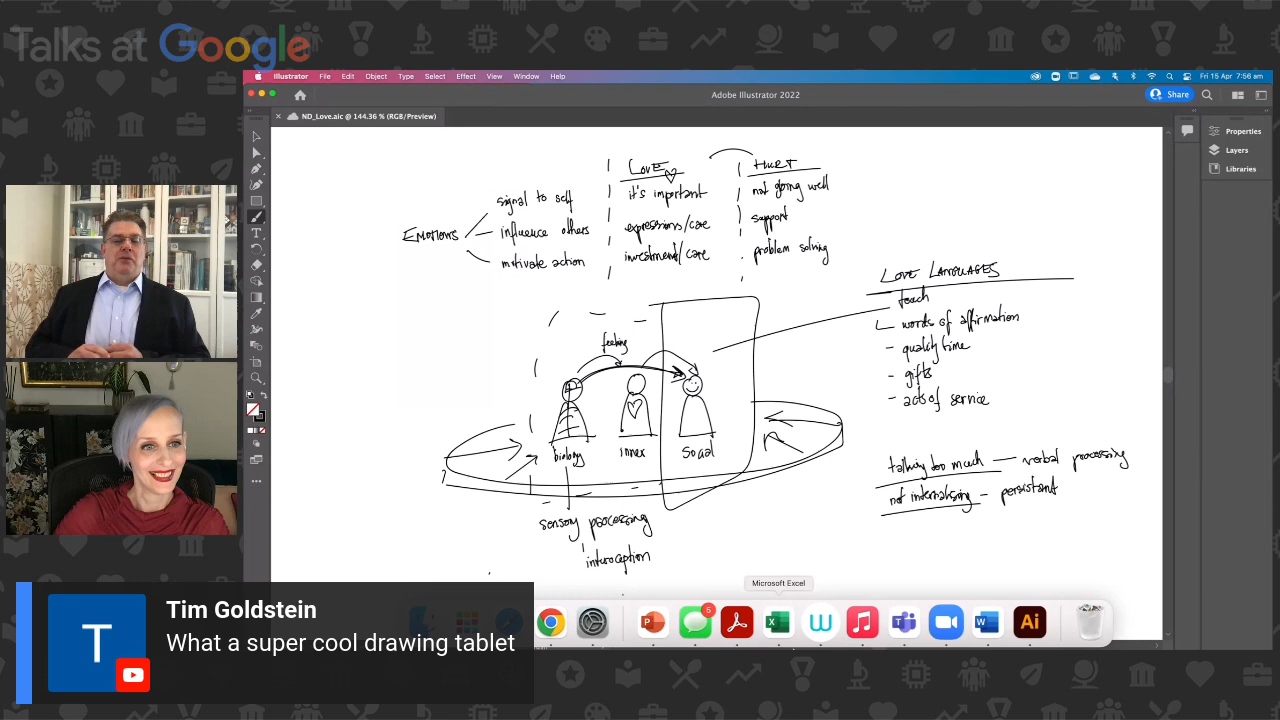 Talks at Google
Illustrator File Edit Object Type Select Effect View Window Help
Fri 15 Apr 7:56 am
Adobe Illustrator 2022
Share
ND_Love.aic @ 144.36 % (RGB/Preview)
Properties
Layers
Libraries
EMOTIONS
signal to self
influence others
motivate action
LOVE
it's important
expressions/care
investment/care
HURT
not going well
support
problem solving
LOVE LANGUAGES
touch
words of affirmation
- quality time
- gifts
- acts of service
feeling
biology
inner
social
sensory processing
interoception
talking too much — verbal processing
not internalising - persistant
Microsoft Excel
5
W
Ai
T
Tim Goldstein
What a super cool drawing tablet